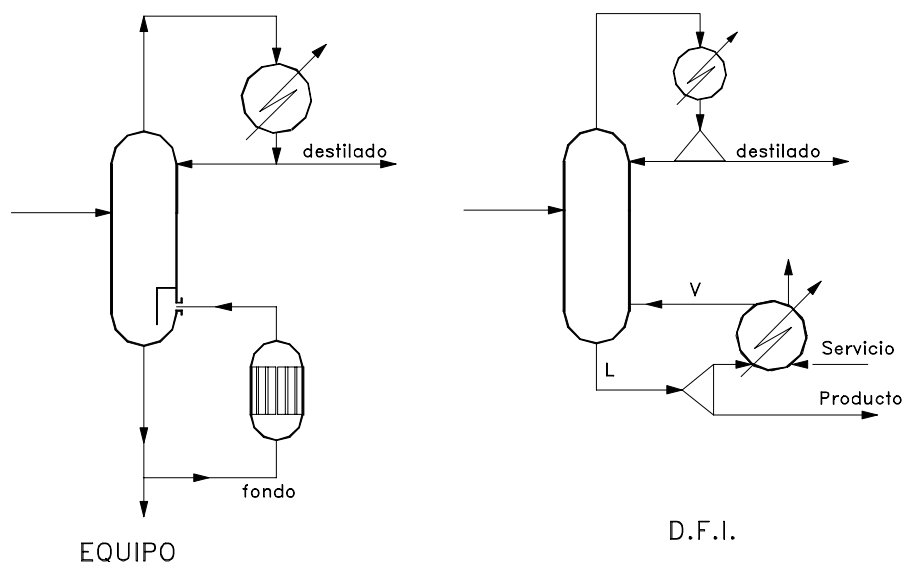 destilado
fondo
EQUIPO
destilado
V
Servicio
L
Producto
D.F.I.